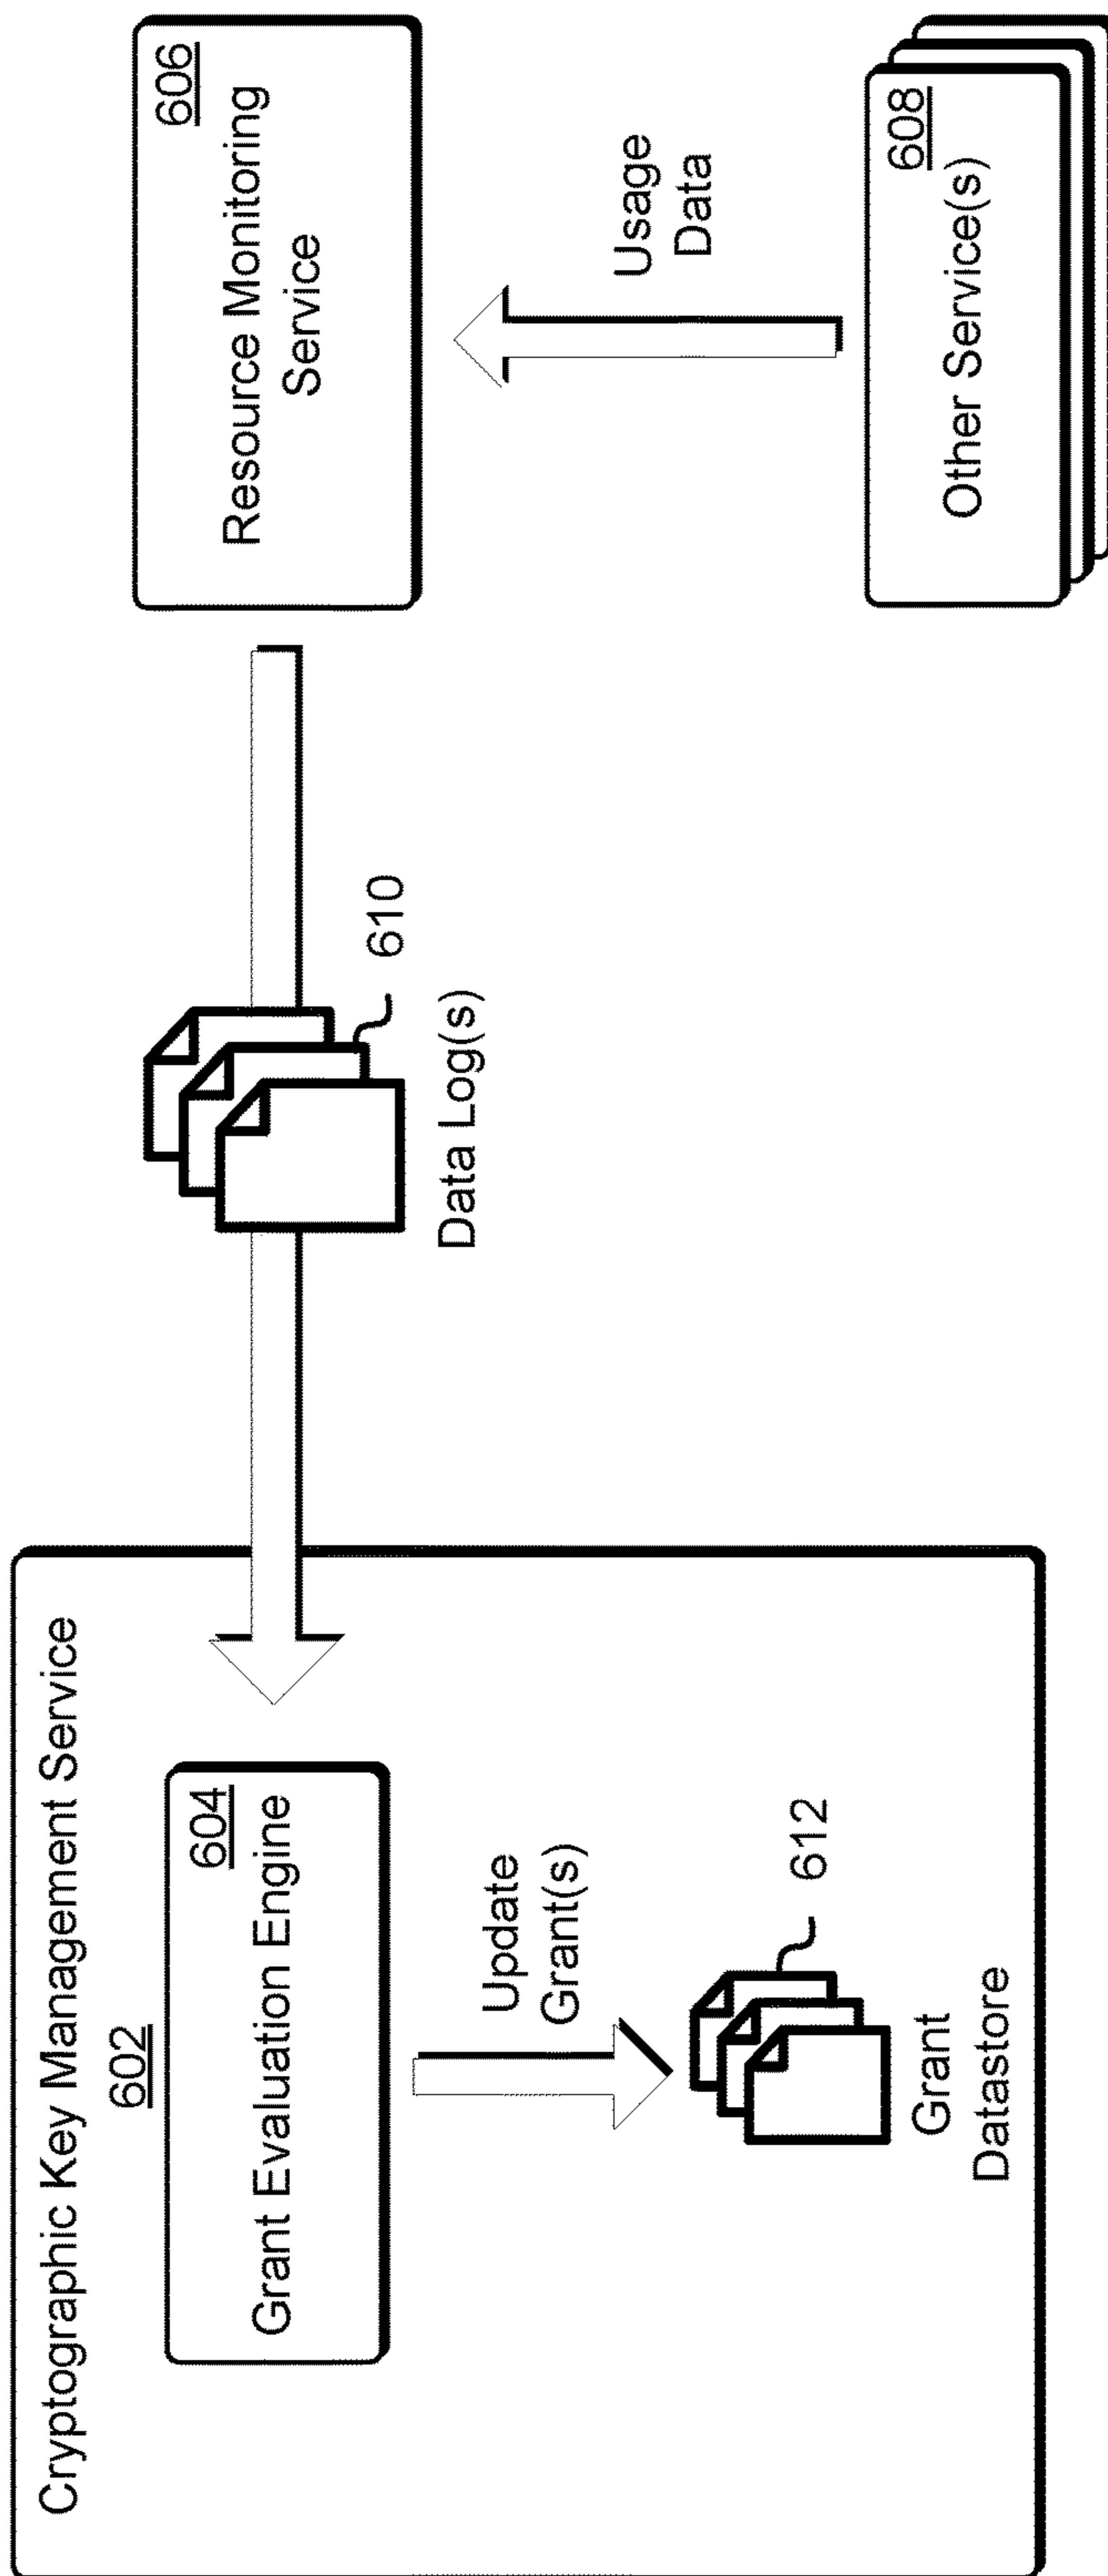 Cryptographic Key Management Service
602
604
Grant Evaluation Engine
Update
Grant(s)
612
Grant
Datastore
610
Data Log(s)
606
Resource Monitoring
Service
Usage
Data
608
Other Service(s)